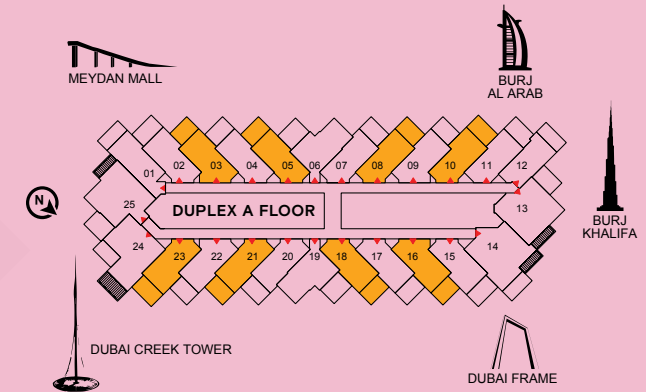 MEYDAN MALL
BURJ
AL ARAB
01 02 03 04 05 06 07 08 09 10 11 12
BURJ
KHALIFA
25 DUPLEX A FLOOR 13
N
24 23 22 21 20 19 18 17 16 15 14
DUBAI CREEK TOWER
DUBAI FRAME